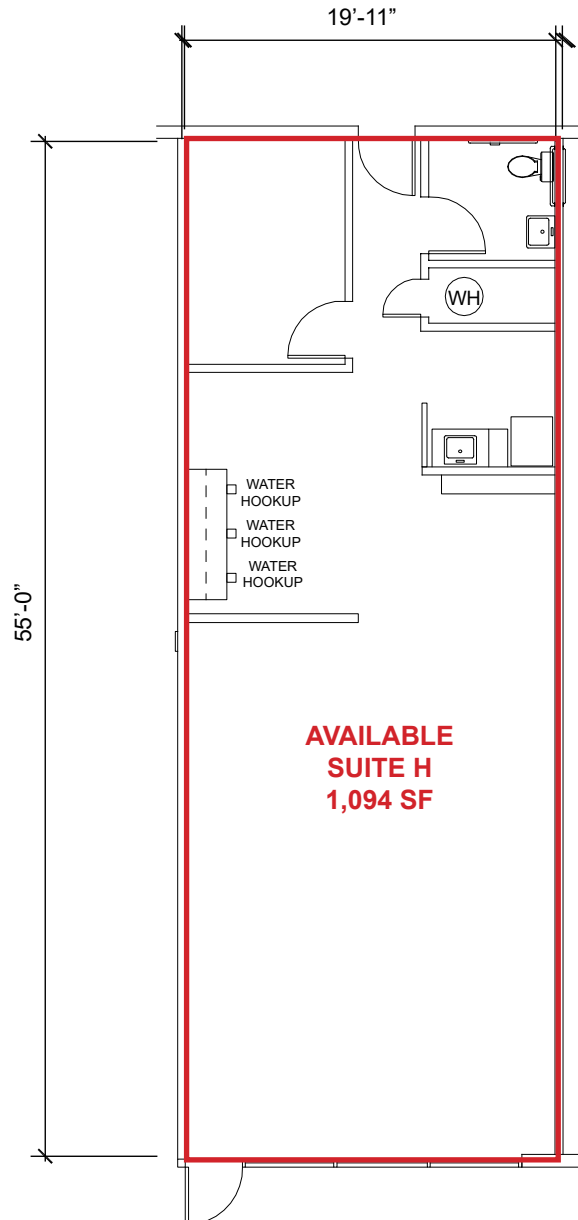 19'-11”
WH
WATER
HOOKUP
WATER
HOOKUP
WATER
HOOKUP
55’-0”
AVAILABLE
SUITE H
1,094 SF